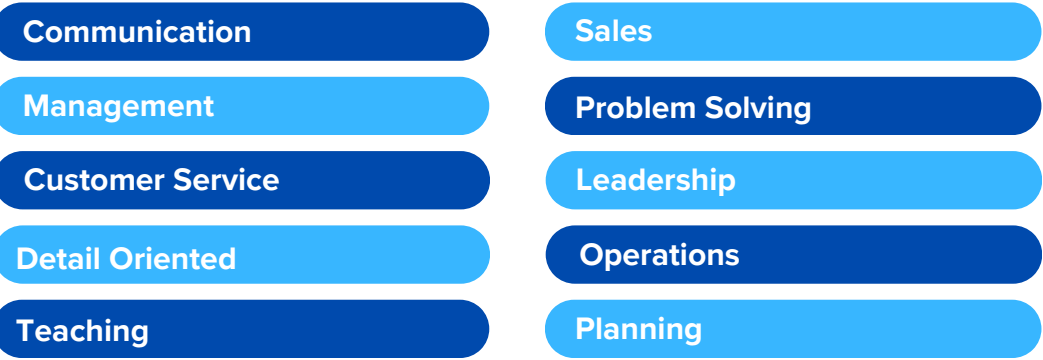 Communication
Management
Customer Service
Detail Oriented
Teaching
Sales
Problem Solving
Leadership
Operations
Planning